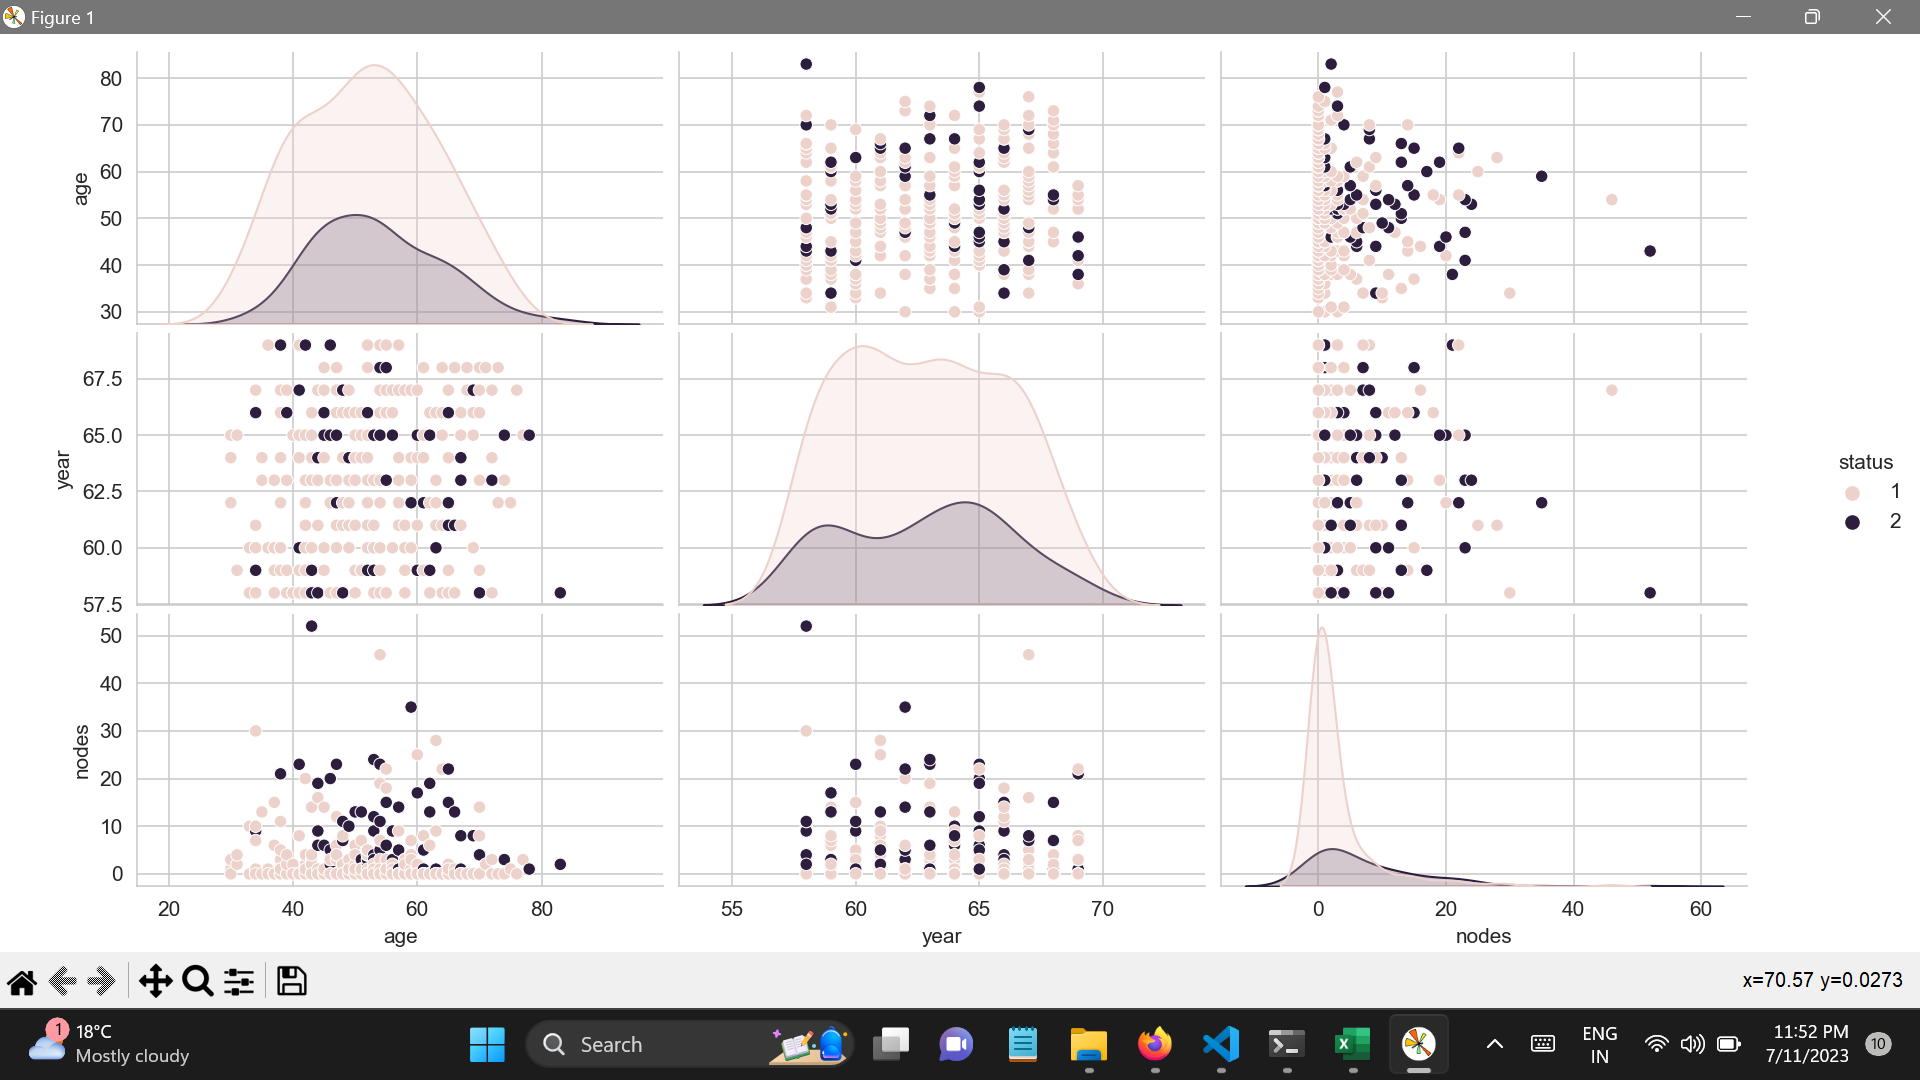 Figure 1
80
70
60
50
40
30
age
67.5
65.0
62.5
60.0
57.5
year
50
40
30
20
10
0
nodes
20 40 60 80
age
55 60 65 70
year
0 20 40 60
nodes
status
1
2
x=70.57 y=0.0273
1
18°C
Mostly cloudy
Search
ENG
IN
11:52 PM
7/11/2023
10